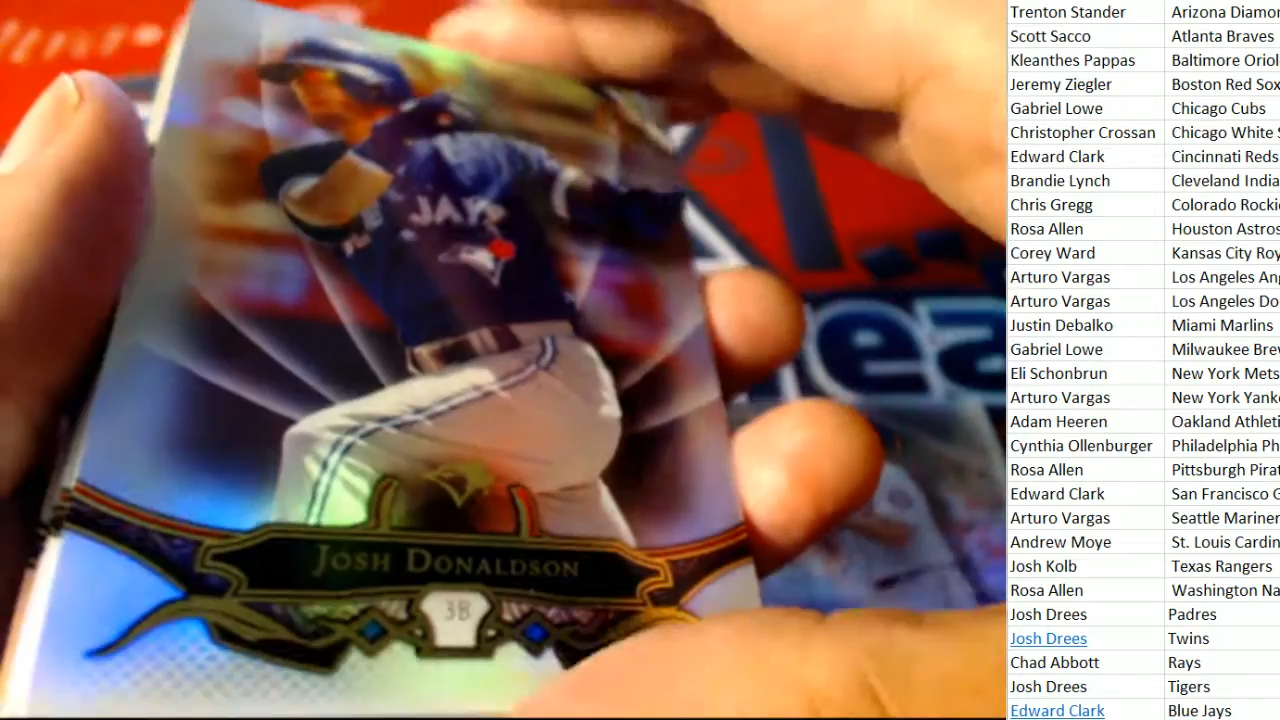 JAYS
JOSH DONALDSON
3B
Trenton Stander Arizona Diamon
Scott Sacco Atlanta Braves
Kleanthes Pappas Baltimore Oriol
Jeremy Ziegler Boston Red Sox
Gabriel Lowe Chicago Cubs
Christopher Crossan Chicago White S
Edward Clark Cincinnati Reds
Brandie Lynch Cleveland India
Chris Gregg Colorado Rocki
Rosa Allen Houston Astros
Corey Ward Kansas City Roy
Arturo Vargas Los Angeles Ang
Arturo Vargas Los Angeles Do
Justin Debalko Miami Marlins
Gabriel Lowe Milwaukee Brev
Eli Schonbrun New York Mets
Arturo Vargas New York Yank
Adam Heeren Oakland Athleti
Cynthia Ollenburger Philadelphia Ph
Rosa Allen Pittsburgh Pirat
Edward Clark San Francisco G
Arturo Vargas Seattle Mariner
Andrew Moye St. Louis Cardin
Josh Kolb Texas Rangers
Rosa Allen Washington Na
Josh Drees Padres
Josh Drees Twins
Chad Abbott Rays
Josh Drees Tigers
Edward Clark Blue Jays